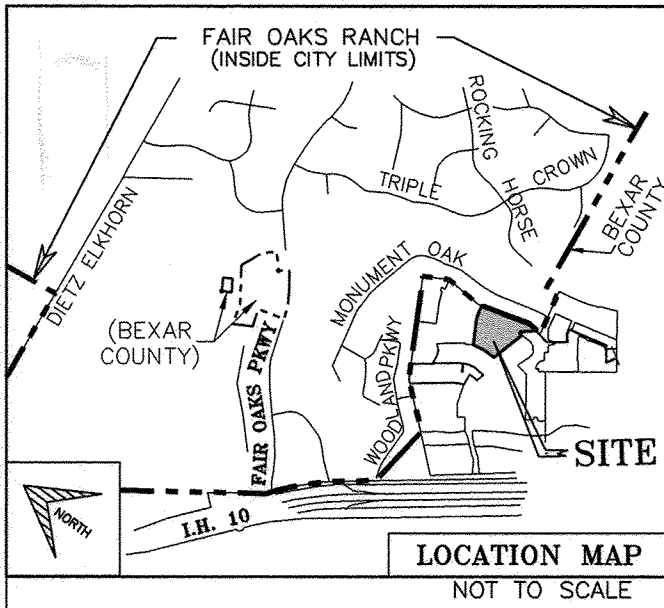 FAIR OAKS RANCH
(INSIDE CITY LIMITS)
ROCKING HORSE
TRIPLE CROWN
BEXAR
COUNTY
DIETZ ELKHORN
MONUMENT OAK
(BEXAR
COUNTY)
FAIR OAKS PKWY
WOODLAND PKWY
SITE
NORTH
I.H. 10
LOCATION MAP
NOT TO SCALE